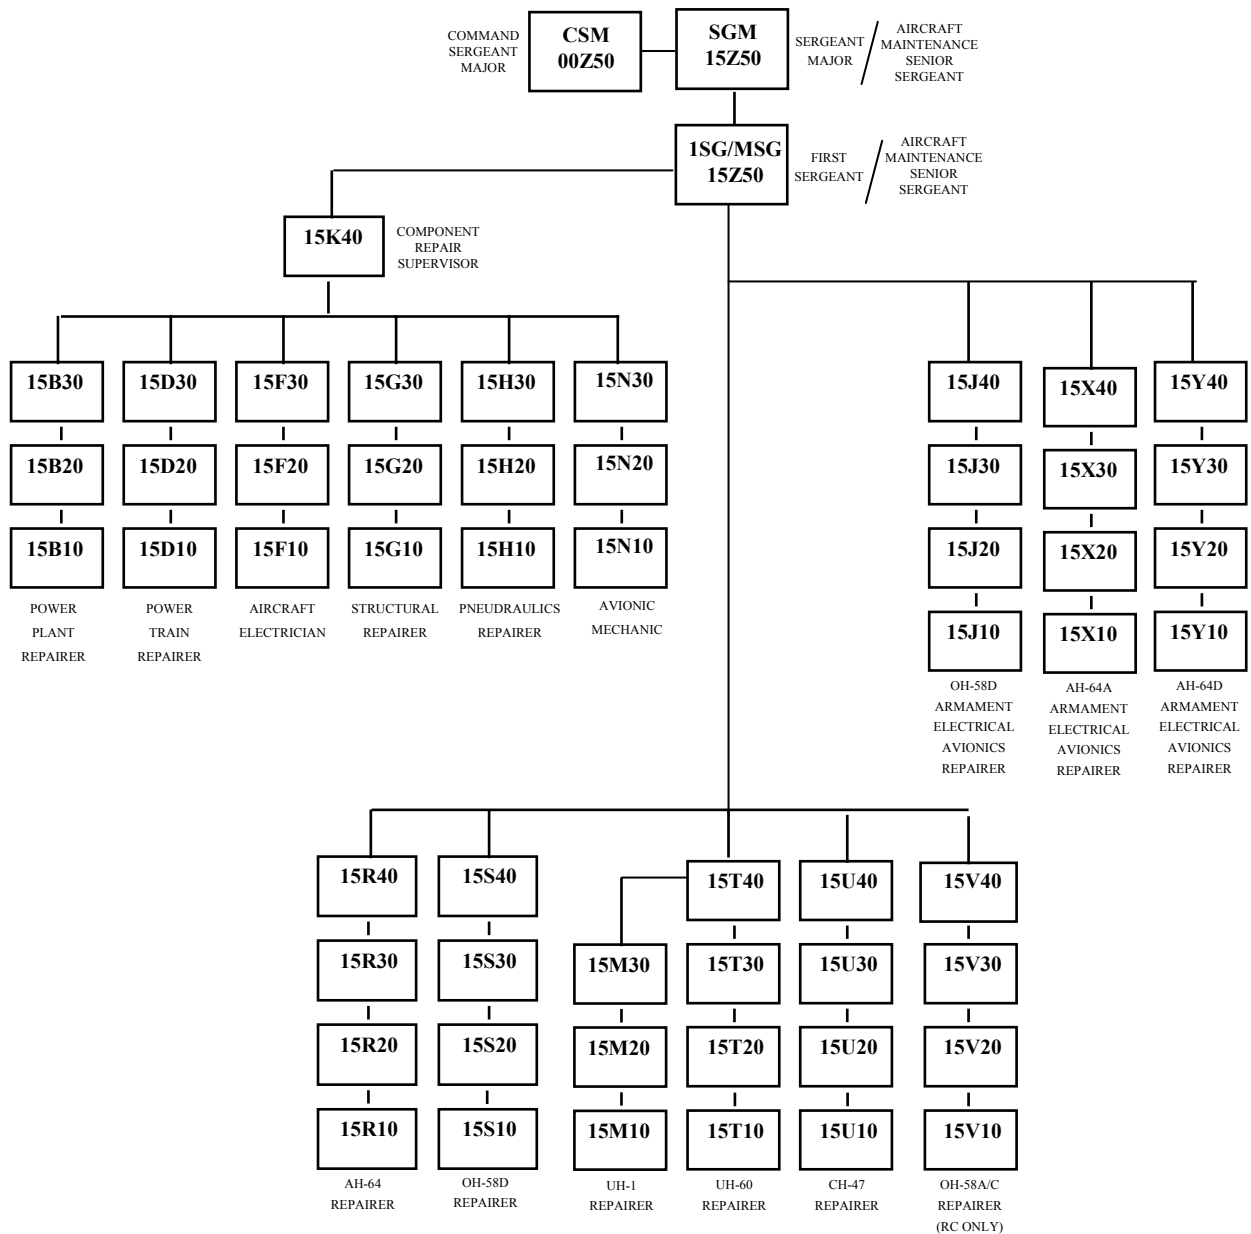 COMMAND
SERGEANT
MAJOR
CSM
00Z50
SGM
15Z50
SERGEANT
MAJOR
AIRCRAFT
MAINTENANCE
SENIOR
SERGEANT
1SG/MSG
15Z50
FIRST
SERGEANT
AIRCRAFT
MAINTENANCE
SENIOR
SERGEANT
15K40
COMPONENT
REPAIR
SUPERVISOR
15B30
15B20
15B10
POWER
PLANT
REPAIRER
15D30
15D20
15D10
POWER
TRAIN
REPAIRER
15F30
15F20
15F10
AIRCRAFT
ELECTRICIAN
15G30
15G20
15G10
STRUCTURAL
REPAIRER
15H30
15H20
15H10
PNEUDRAULICS
REPAIRER
15N30
15N20
15N10
AVIONIC
MECHANIC
15J40
15J30
15J20
15J10
OH-58D
ARMAMENT
ELECTRICAL
AVIONICS
REPAIRER
15X40
15X30
15X20
15X10
AH-64A
ARMAMENT
ELECTRICAL
AVIONICS
REPAIRER
15Y40
15Y30
15Y20
15Y10
AH-64D
ARMAMENT
ELECTRICAL
AVIONICS
REPAIRER
15R40
15R30
15R20
15R10
AH-64
REPAIRER
15S40
15S30
15S20
15S10
OH-58D
REPAIRER
15M30
15M20
15M10
UH-1
REPAIRER
15T40
15T30
15T20
15T10
UH-60
REPAIRER
15U40
15U30
15U20
15U10
CH-47
REPAIRER
15V40
15V30
15V20
15V10
OH-58A/C
REPAIRER
(RC ONLY)